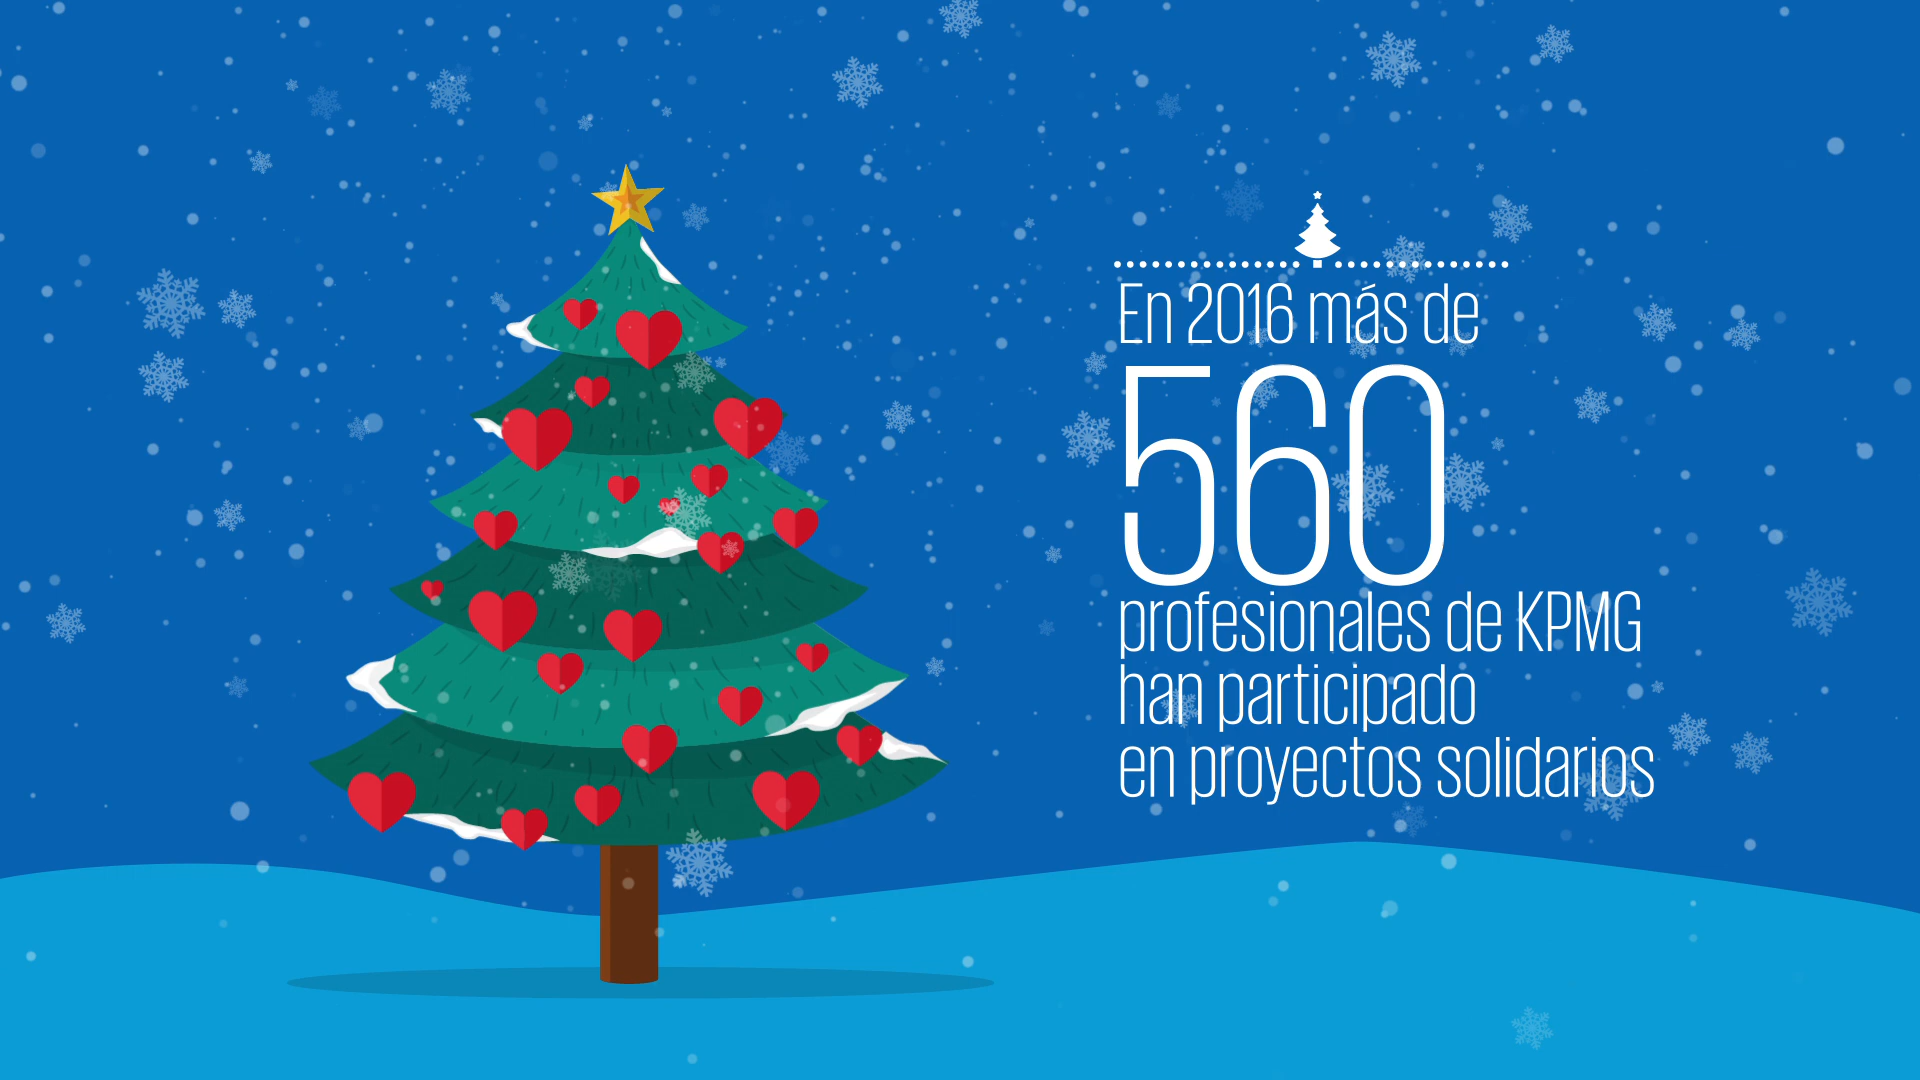 En 2016 más de
560
profesionales de KPMG
han participado
en proyectos solidarios